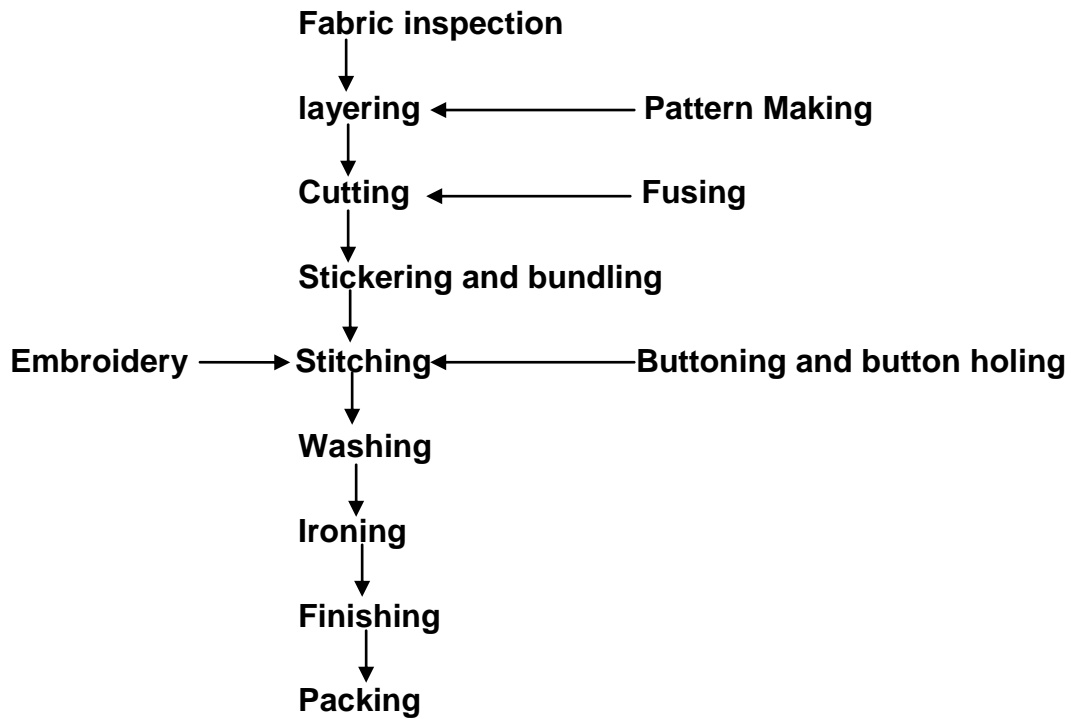 Fabric inspection
layering Pattern Making
Cutting Fusing
Stickering and bundling
Embroidery Stitching Buttoning and button holing
Washing
Ironing
Finishing
Packing